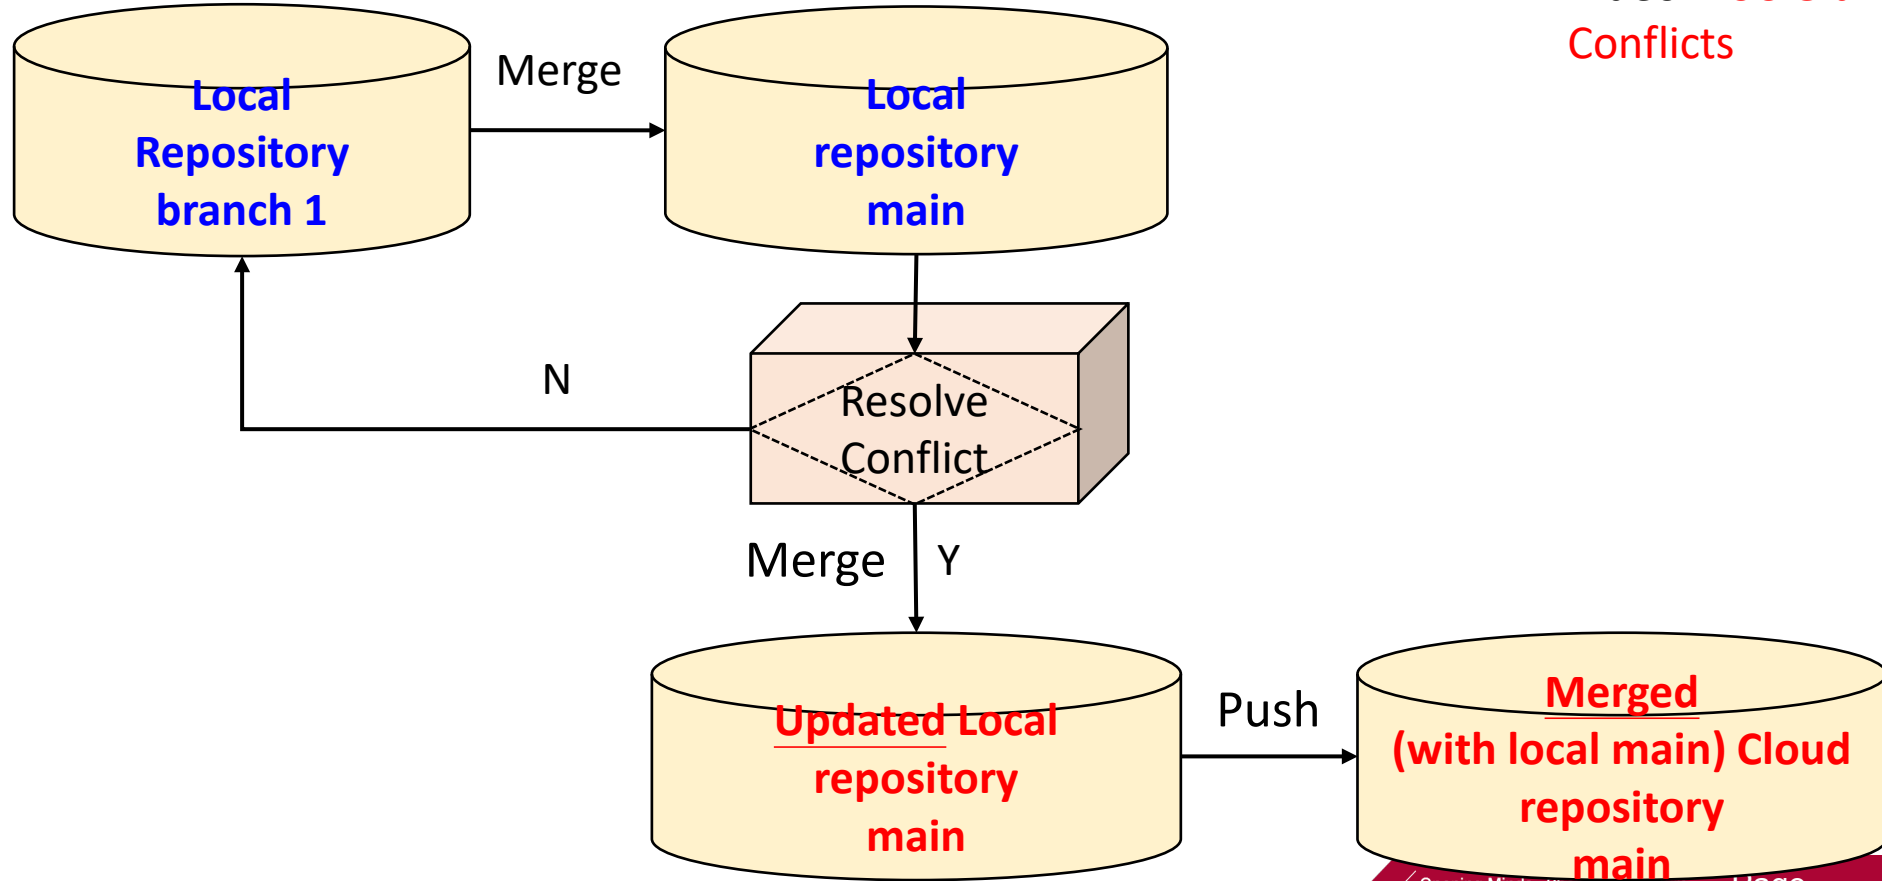 Conflicts
Merge
Local
Repository
branch 1
Local
repository
main
N
Resolve
Conflict
Merge
Y
Updated Local
repository
main
Push
Merged
(with local main) Cloud
repository
main